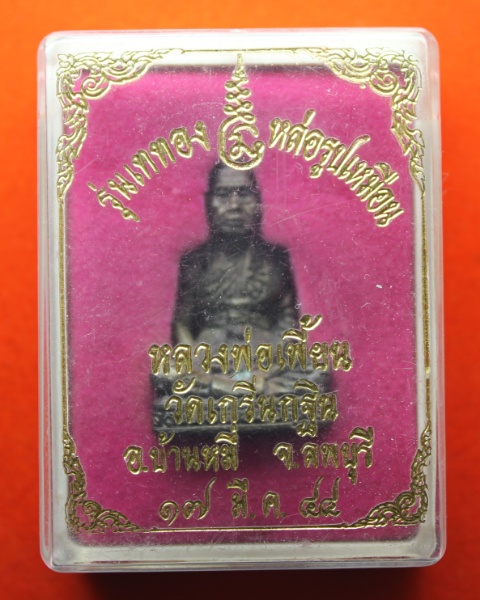 รุ่นเททอง หล่อรูปเหมือน
หลวงพ่อเพี้ยน
วัดเกริ่นกฐิน
อ.บ้านหมี่ จ.ลพบุรี
๑๗ มี.ค. ๔๔